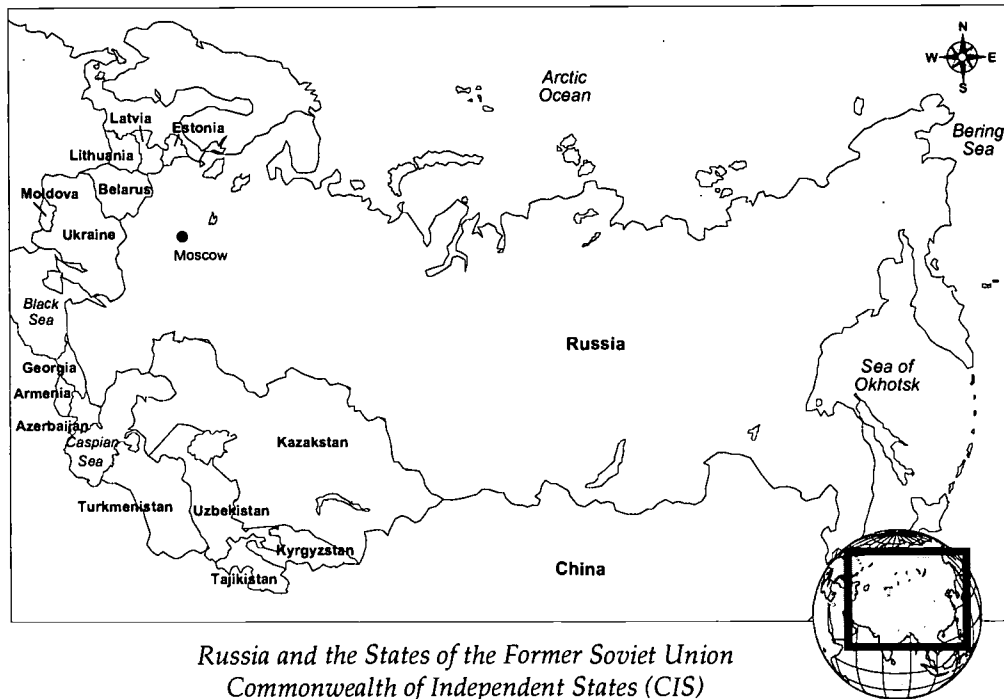 N
W E
S
Arctic
Ocean
Bering
Sea
Latvia
Estonia
Lithuania
Belarus
Moldova
Ukraine
Moscow
Black
Sea
Russia
Georgia
Sea of
Okhotsk
Armenia
Azerbaijan
Caspian
Sea
Kazakstan
Turkmenistan
Uzbekistan
Kyrgyzstan
Tajikistan
China
Russia and the States of the Former Soviet Union
Commonwealth of Independent States (CIS)